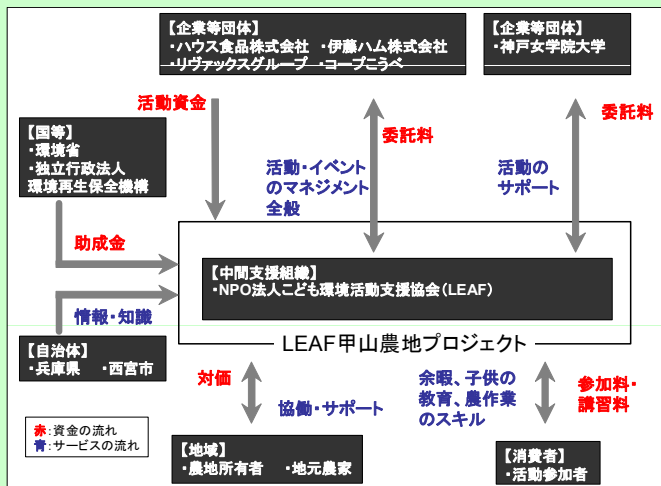 【企業等団体】
・ハウス食品株式会社 ・伊藤ハム株式会社
・リヴァックスグループ ・コープこうべ
【企業等団体】
・神戸女学院大学
活動資金
委託料
委託料
【国等】
・環境省
・独立行政法人
環境再生保全機構
活動・イベント
のマネジメント
全般
活動の
サポート
助成金
【中間支援組織】
・NPO法人こども環境活動支援協会(LEAF)
情報・知識
LEAF甲山農地プロジェクト
【自治体】
・兵庫県 ・西宮市
対価
協働・サポート
余暇、子供の
教育、農作業
のスキル
参加料・
講習料
赤:資金の流れ
青:サービスの流れ
【地域】
・農地所有者 ・地元農家
【消費者】
・活動参加者